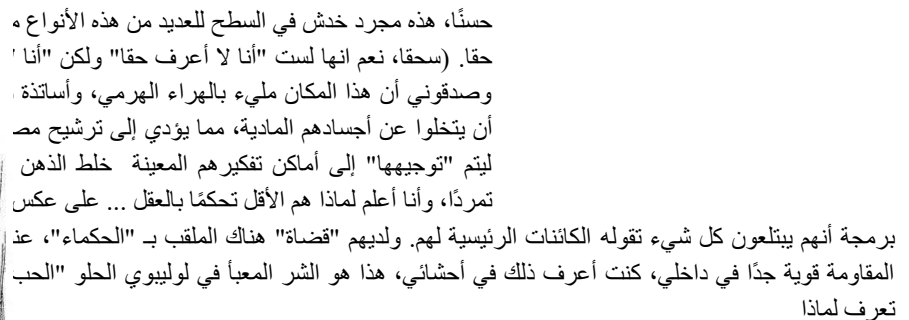 حسنًا، هذه مجرد خدش في السطح للعديد من هذه الأنواع
حقا. (سحقا، نعم انها لست "أنا لا أعرف حقا" ولكن "أنا
وصدقوني أن هذا المكان مليء بالهراء الهرمي، وأساتذة
أن يتخلوا عن أجسادهم المادية، مما يؤدي إلى ترشيح
ليتم "توجيهها" إلى أماكن تفكيرهم المعينة خلط الذهن
تمردًا، وأنا أعلم لماذا هم الأقل تحكمًا بالعقل ... على عكس
برمجة أنهم يبتلعون كل شيء تقوله الكائنات الرئيسية لهم. ولديهم "قضاة" هناك الملقب بـ "الحكماء"،
المقاومة قوية جدًا في داخلي، كنت أعرف ذلك في أحشائي، هذا هو الشر المعبأ في لوليبوي الحلو "الحب
تعرف لماذا